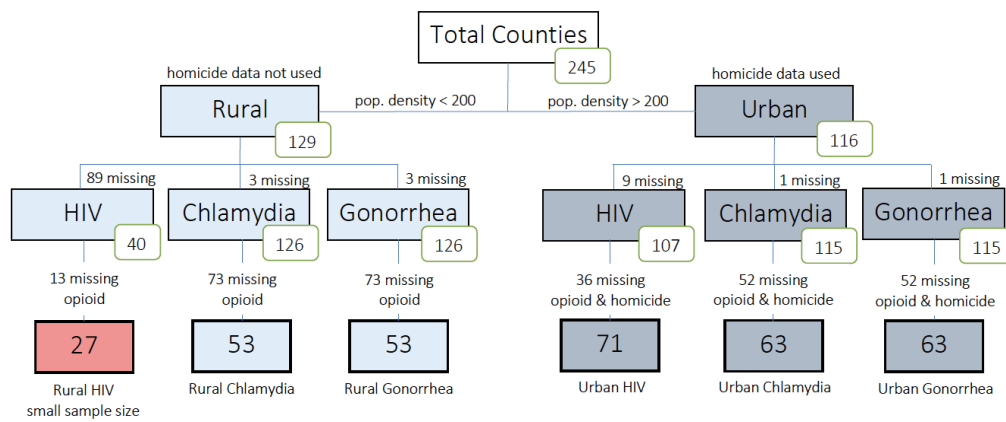 Total Counties
245
homicide data not used
homicide data used
pop. density < 200
pop. density > 200
Rural
129
Urban
116
89 missing
3 missing
3 missing
9 missing
1 missing
1 missing
HIV
40
Chlamydia
126
Gonorrhea
126
HIV
107
Chlamydia
115
Gonorrhea
115
13 missing
opioid
73 missing
opioid
73 missing
opioid
36 missing
opioid & homicide
52 missing
opioid & homicide
52 missing
opioid & homicide
27
53
53
71
63
63
Rural HIV
small sample size
Rural Chlamydia
Rural Gonorrhea
Urban HIV
Urban Chlamydia
Urban Gonorrhea